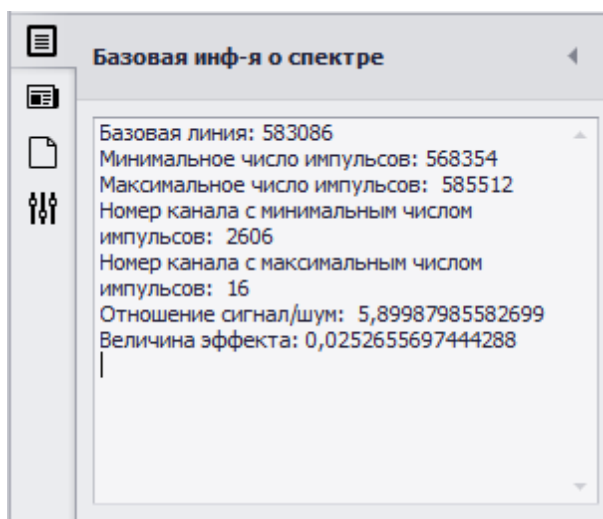 Базовая инф-я о спектре
Базовая линия: 583086
Минимальное число импульсов: 568354
Максимальное число импульсов:  585512
Номер канала с минимальным числом
импульсов:  2606
Номер канала с максимальным числом
импульсов:  16
Отношение сигнал/шум:  5,89987985582699
Величина эффекта: 0,0252655697444288